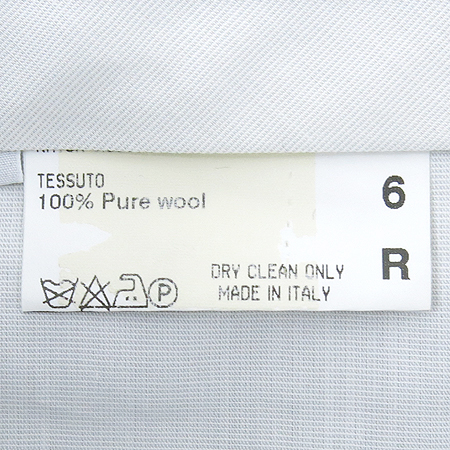 TESSUTO
100% Pure wool
6
R
DRY CLEAN ONLY
MADE IN ITALY
P